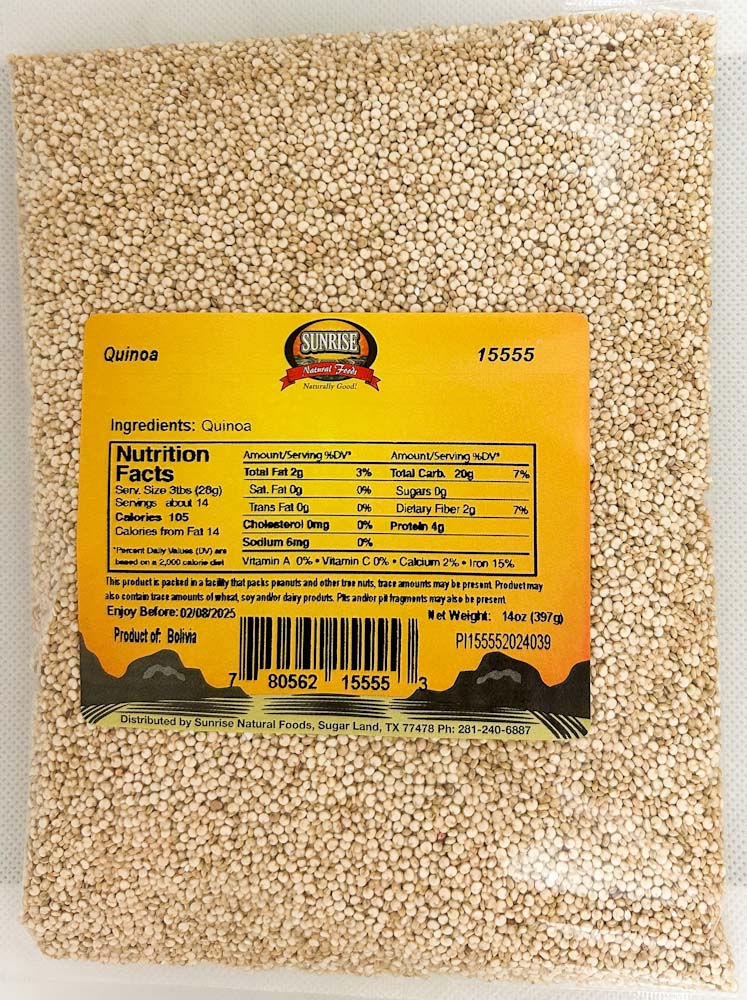 Quinoa
SUNRISE
Natural Foods
Naturally Good!
15555
Ingredients: Quinoa
Nutrition
Facts
Serv. Size 3tbs (28g)
Servings about 14
Calories 105
Calories from Fat 14
*Percent Daily Values (DV) are
based on a 2,000 calorie diet
Amount/Serving %DV* Amount/Serving %DV*
Total Fat 2g 3% Total Carb. 20g 7%
Sat. Fat 0g 0% Sugars 0g
Trans Fat 0g 0% Dietary Fiber 2g 7%
Cholesterol 0mg 0% Protein 4g
Sodium 6mg 0%
Vitamin A 0% • Vitamin C 0% • Calcium 2% • Iron 15%
This product is packed in a facility that packs peanuts and other tree nuts, trace amounts may be present. Product may
also contain trace amounts of wheat, soy and/or dairy produts. Pits and/or pit fragments may also be present
Enjoy Before: 02/08/2025
Net Weight: 14oz (397g)
Product of: Bolivia
PI155552024039
7 80562 15555 3
Distributed by Sunrise Natural Foods, Sugar Land, TX 77478 Ph: 281-240-6887